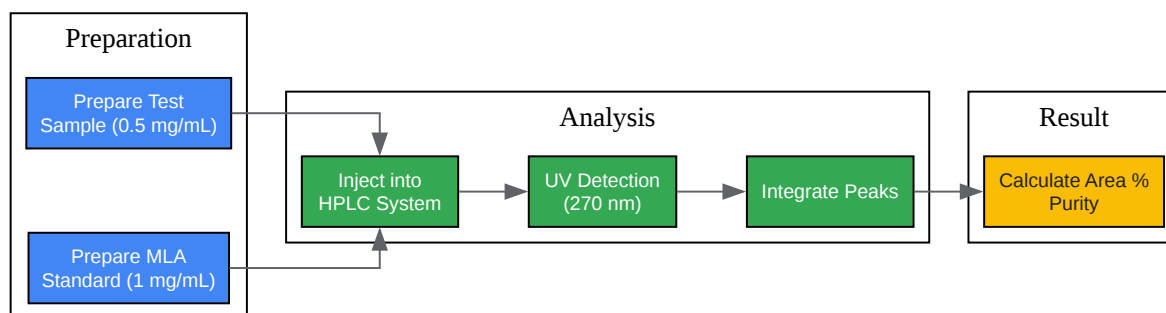 Preparation
Prepare Test
Sample (0.5 mg/mL)
Prepare MLA
Standard (1 mg/mL)
Analysis
Inject into
HPLC System
UV Detection
(270 nm)
Integrate Peaks
Result
Calculate Area %
Purity